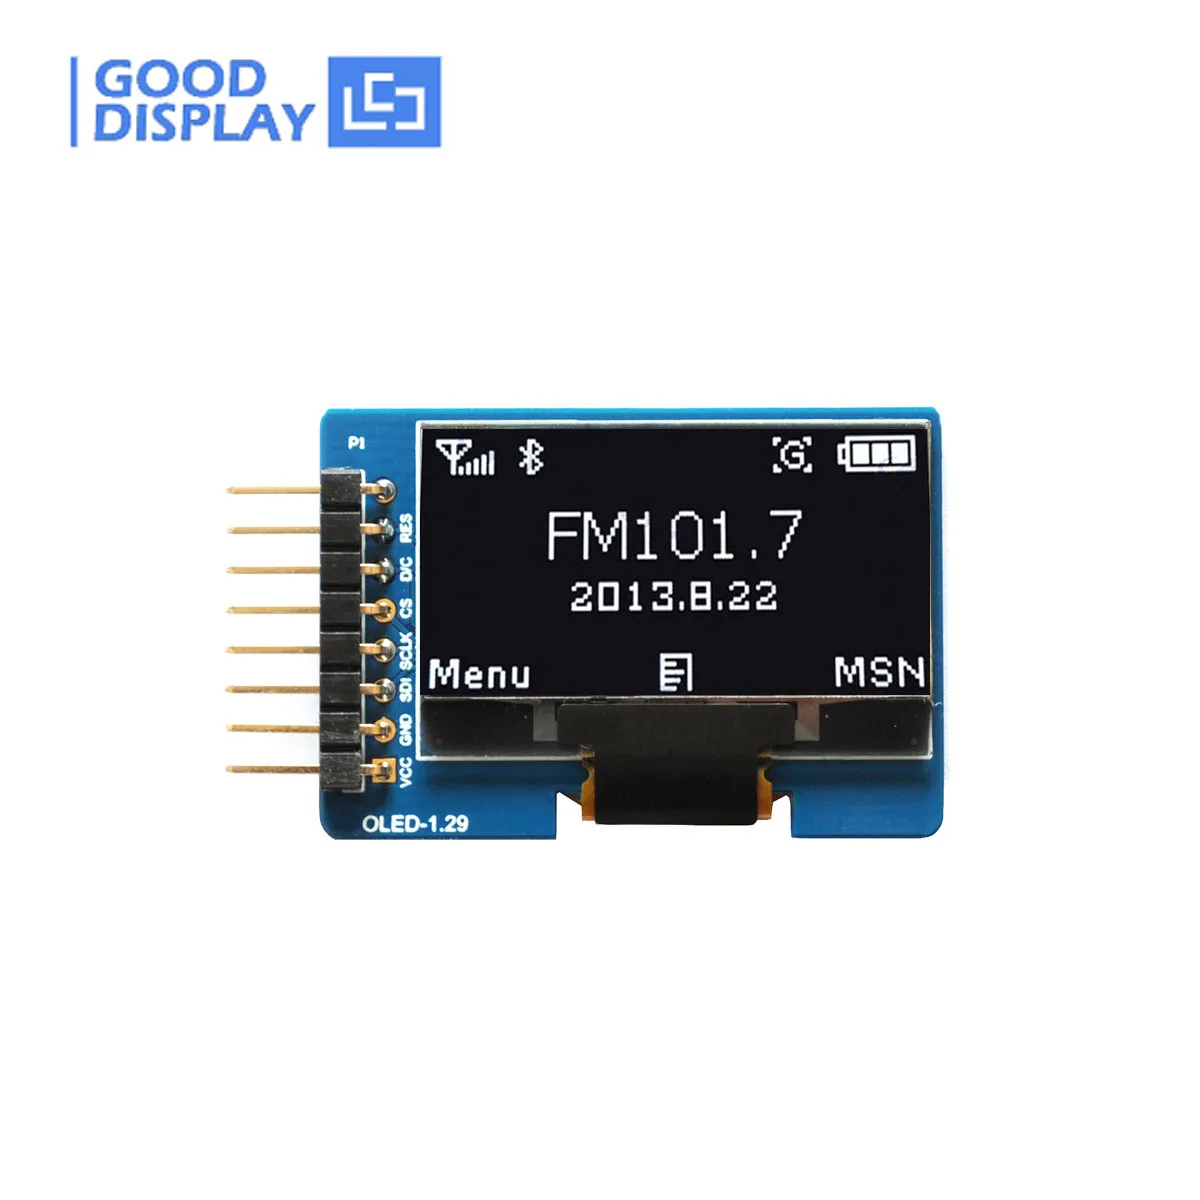 GOOD
DISPLAY
P1
RES
D/C
CS
SCLK
SDI
GND
VCC
FM101.7
2013.8.22
Menu
MSN
OLED-1.29